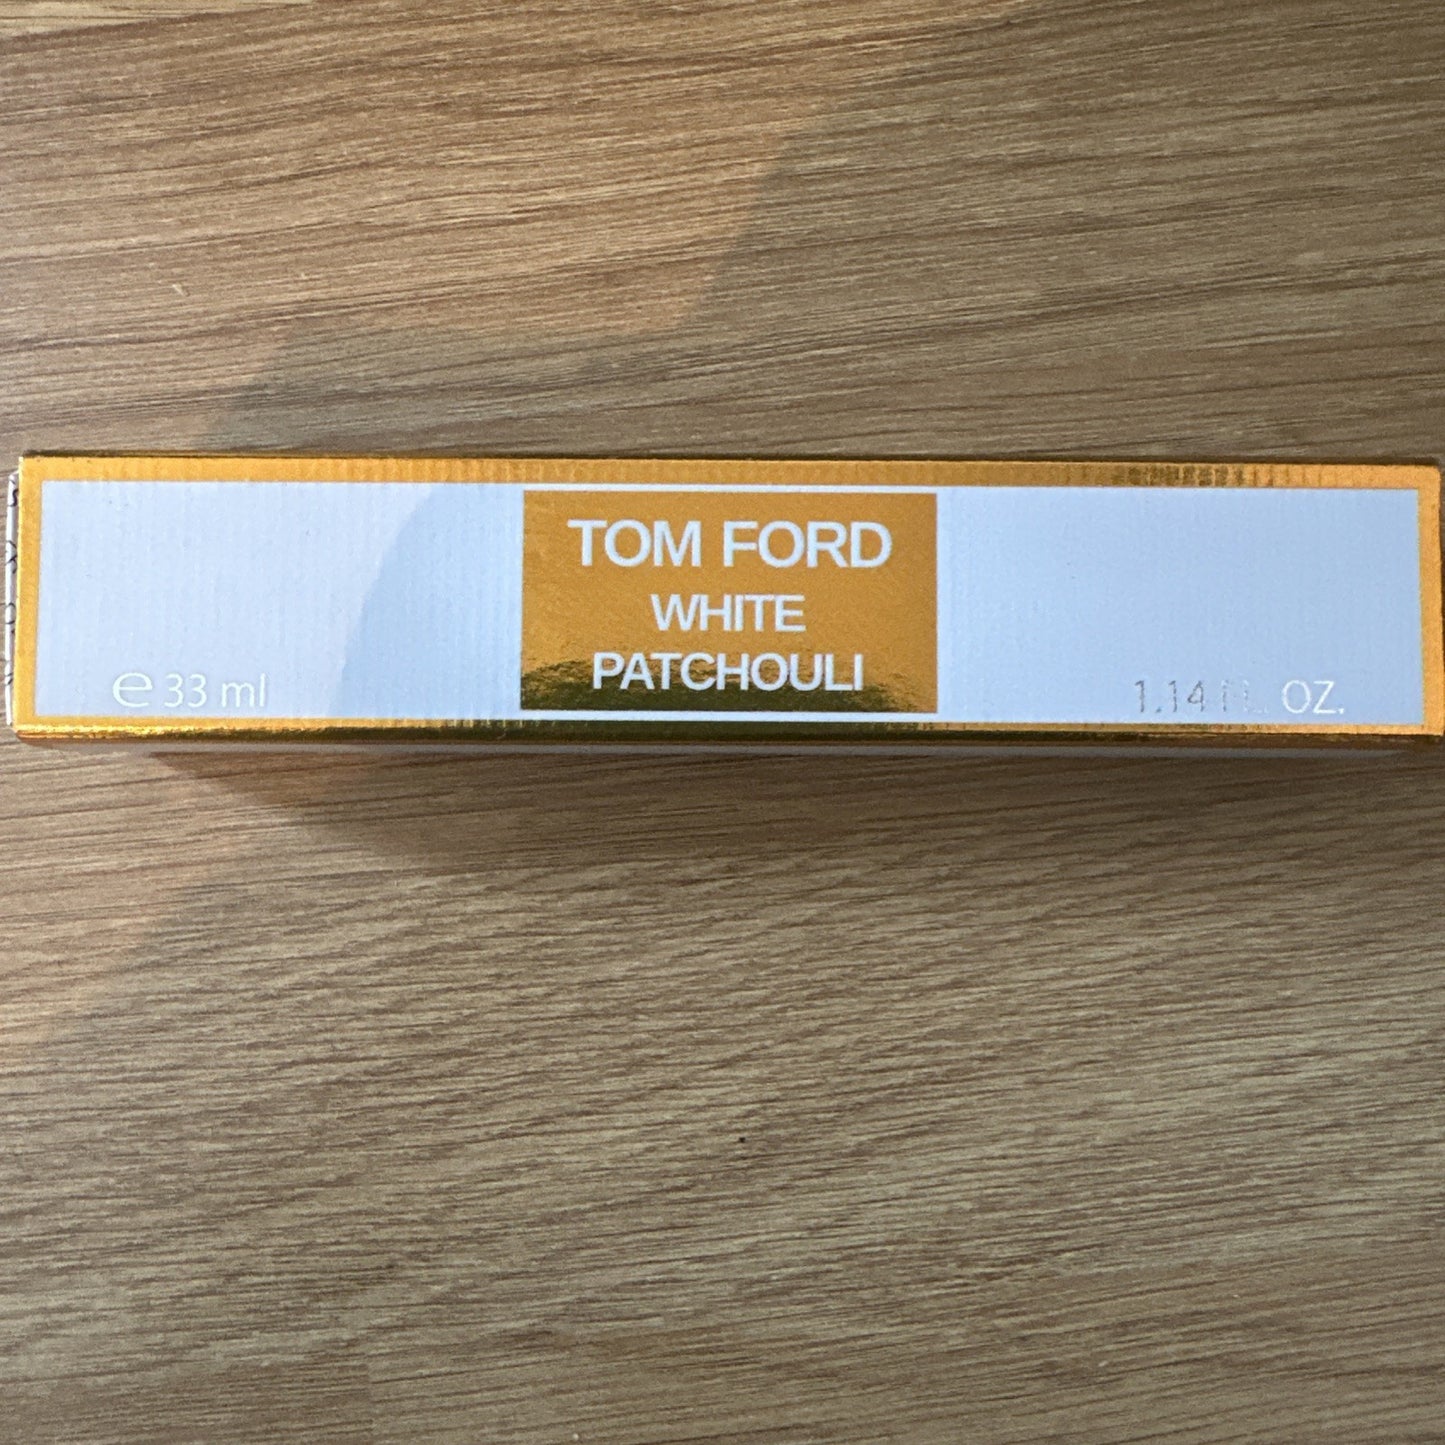 TOM FORD
WHITE
PATCHOULI
e 33 ml
1.14 FL. OZ.